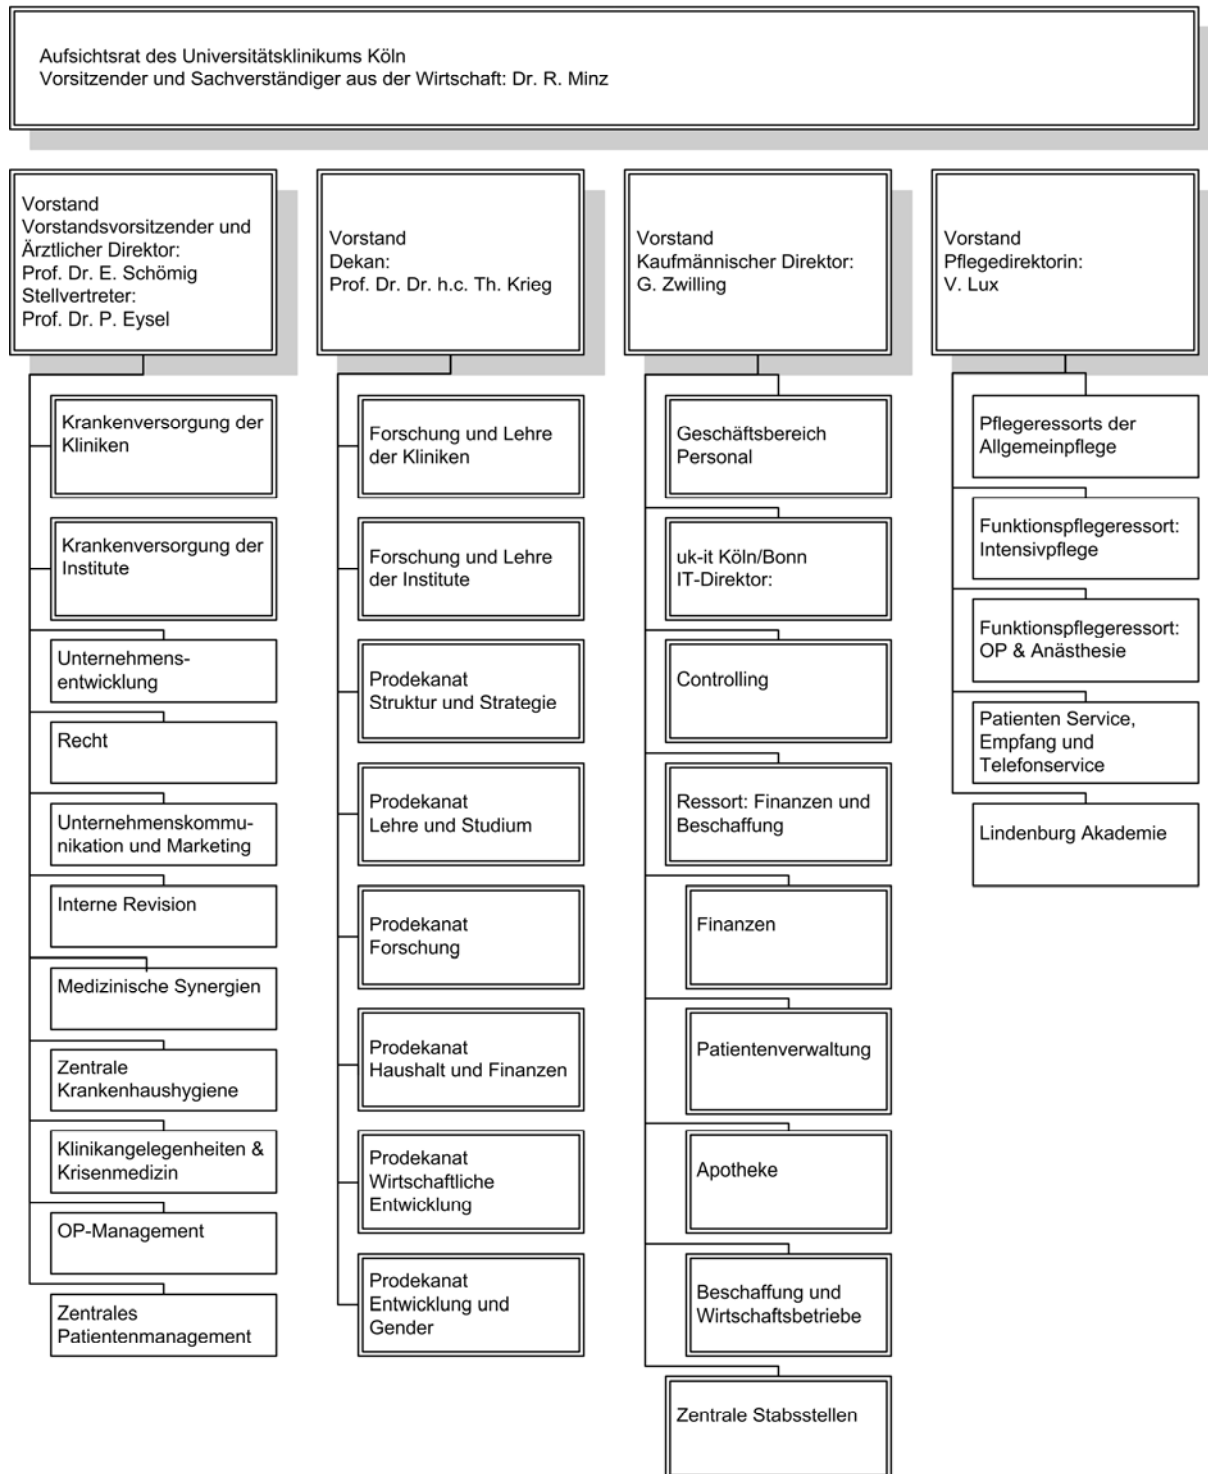 Aufsichtsrat des Universitätsklinikums Köln
Vorsitzender und Sachverständiger aus der Wirtschaft: Dr. R. Minz
Vorstand
Vorstandsvorsitzender und
Ärztlicher Direktor:
Prof. Dr. E. Schömig
Stellvertreter:
Prof. Dr. P. Eysel
Krankenversorgung der
Kliniken
Krankenversorgung der
Institute
Unternehmens-
entwicklung
Recht
Unternehmenskommu-
nikation und Marketing
Interne Revision
Medizinische Synergien
Zentrale
Krankenhaushygiene
Klinikangelegenheiten &
Krisenmedizin
OP-Management
Zentrales
Patientenmanagement
Vorstand
Dekan:
Prof. Dr. Dr. h.c. Th. Krieg
Forschung und Lehre
der Kliniken
Forschung und Lehre
der Institute
Prodekanat
Struktur und Strategie
Prodekanat
Lehre und Studium
Prodekanat
Forschung
Prodekanat
Haushalt und Finanzen
Prodekanat
Wirtschaftliche
Entwicklung
Prodekanat
Entwicklung und
Gender
Vorstand
Kaufmännischer Direktor:
G. Zwilling
Geschäftsbereich
Personal
uk-it Köln/Bonn
IT-Direktor:
Controlling
Ressort: Finanzen und
Beschaffung
Finanzen
Patientenverwaltung
Apotheke
Beschaffung und
Wirtschaftsbetriebe
Zentrale Stabsstellen
Vorstand
Pflegedirektorin:
V. Lux
Pflegeressorts der
Allgemeinpflege
Funktionspflegeressort:
Intensivpflege
Funktionspflegeressort:
OP & Anästhesie
Patienten Service,
Empfang und
Telefonservice
Lindenburg Akademie